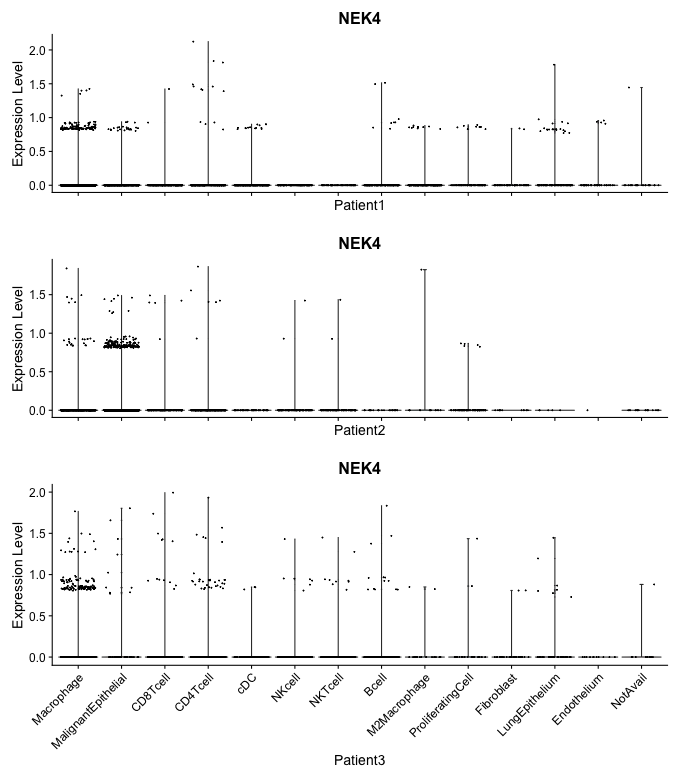 NEK4
Expression Level
2.0
1.5
1.0
0.5
0.0
Patient1
NEK4
Expression Level
1.5
1.0
0.5
0.0
Patient2
NEK4
Expression Level
2.0
1.5
1.0
0.5
0.0
Macrophage
MalignantEpithelial
CD8Tcell
CD4Tcell
cDC
NKcell
NKTcell
Bcell
M2Macrophage
ProliferatingCell
Fibroblast
LungEpithelium
Endothelium
NotAvail
Patient3